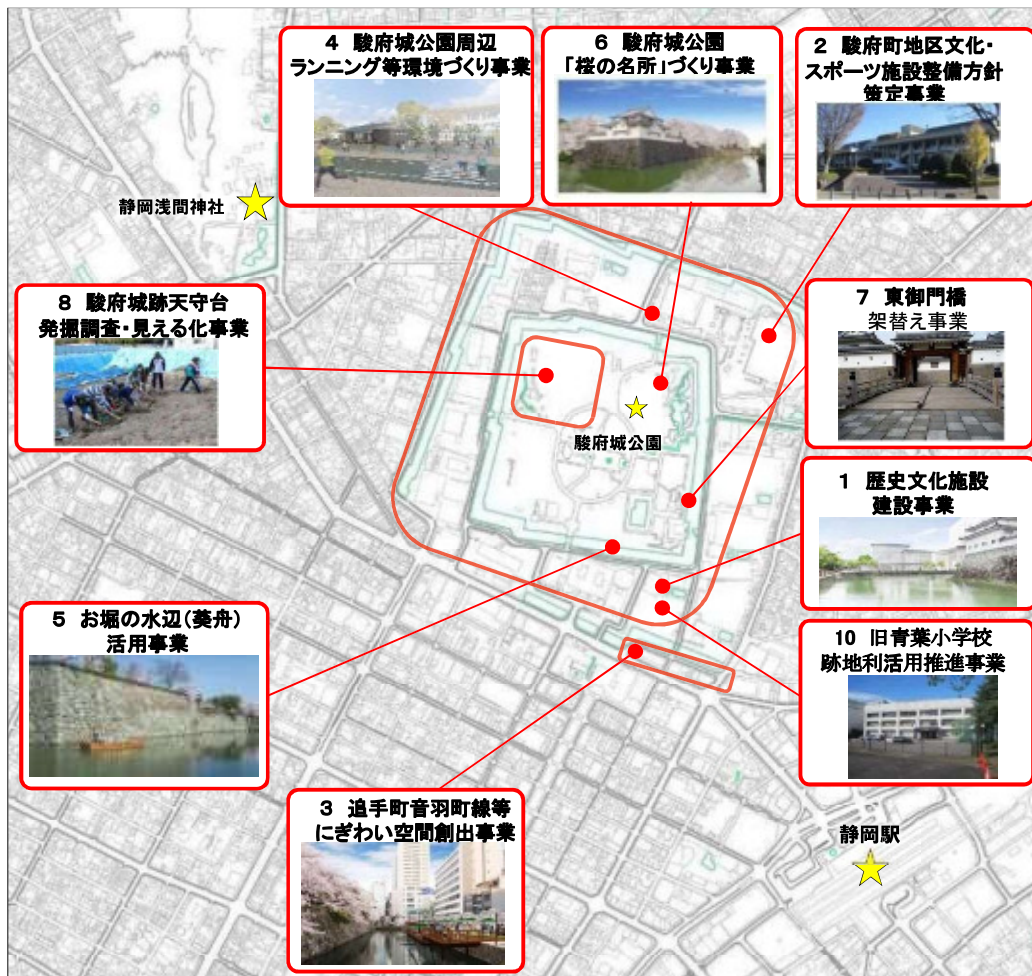 4 駿府城公園周辺
ランニング等環境づくり事業
6 駿府城公園
「桜の名所」づくり事業
2 駿府町地区文化・
スポーツ施設整備方針
策定事業
静岡浅間神社
8 駿府城跡天守台
発掘調査・見える化事業
7 東御門橋
架替え事業
駿府城公園
1 歴史文化施設
建設事業
5 お堀の水辺(葵舟)
活用事業
10 旧青葉小学校
跡地利活用推進事業
3 追手町音羽町線等
にぎわい空間創出事業
静岡駅